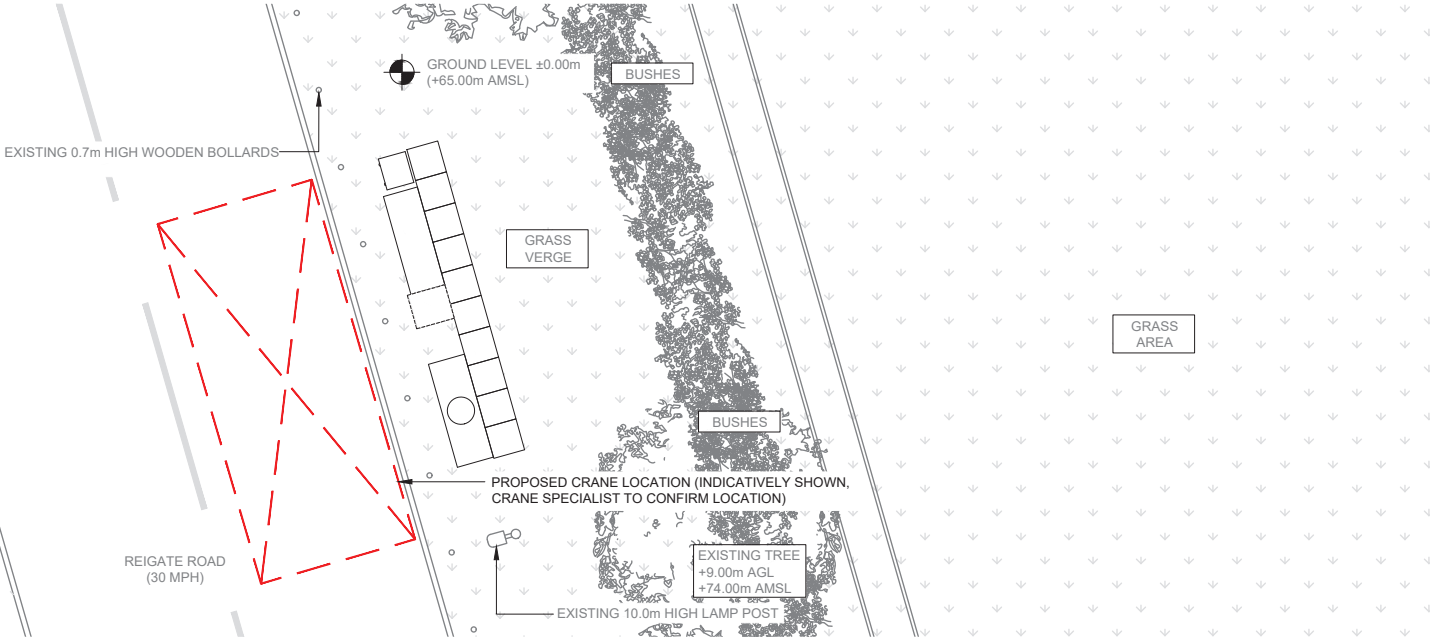 GROUND LEVEL ±0.00m
(+65.00m AMSL)
BUSHES
EXISTING 0.7m HIGH WOODEN BOLLARDS
GRASS
VERGE
GRASS
AREA
BUSHES
PROPOSED CRANE LOCATION (INDICATIVELY SHOWN,
CRANE SPECIALIST TO CONFIRM LOCATION)
REIGATE ROAD
(30 MPH)
EXISTING TREE
+9.00m AGL
+74.00m AMSL
EXISTING 10.0m HIGH LAMP POST